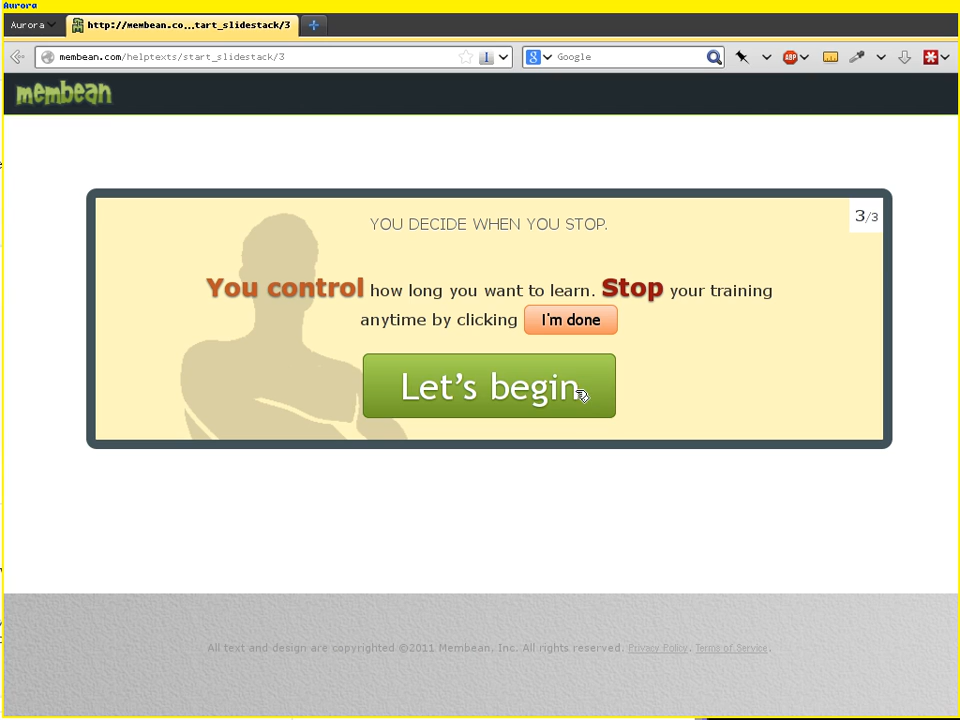 Aurora
Aurora
http://membean.co...tart_slidestack/3
membean.com/helptexts/start_slidestack/3
Google
ABP
membean
3/3
YOU DECIDE WHEN YOU STOP.
You control how long you want to learn. Stop your training
anytime by clicking I'm done
Let's begin
All text and design are copyrighted ©2011 Membean, Inc. All rights reserved. Privacy Policy. Terms of Service.